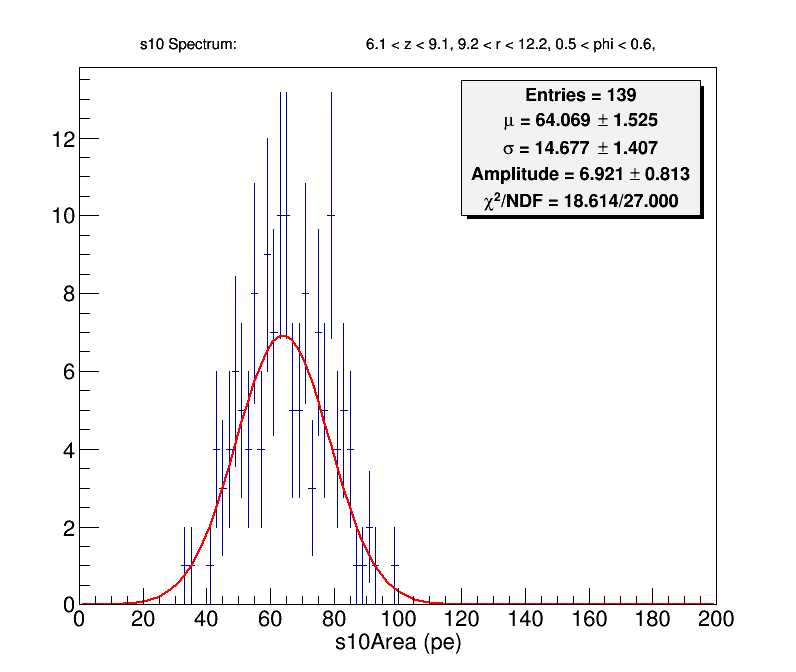 s10 Spectrum: 6.1 < z < 9.1, 9.2 < r < 12.2, 0.5 < phi < 0.6,
Entries = 139
μ = 64.069 ± 1.525
σ = 14.677 ± 1.407
Amplitude = 6.921 ± 0.813
χ²/NDF = 18.614/27.000
12
10
8
6
4
2
0
0 20 40 60 80 100 120 140 160 180 200
s10Area (pe)